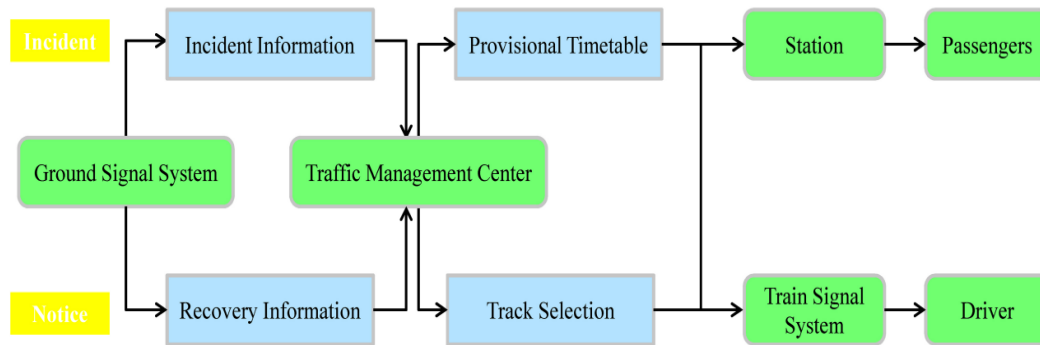 Incident
Incident Information
Provisional Timetable
Station
Passengers
Ground Signal System
Traffic Management Center
Notice
Recovery Information
Track Selection
Train Signal
System
Driver